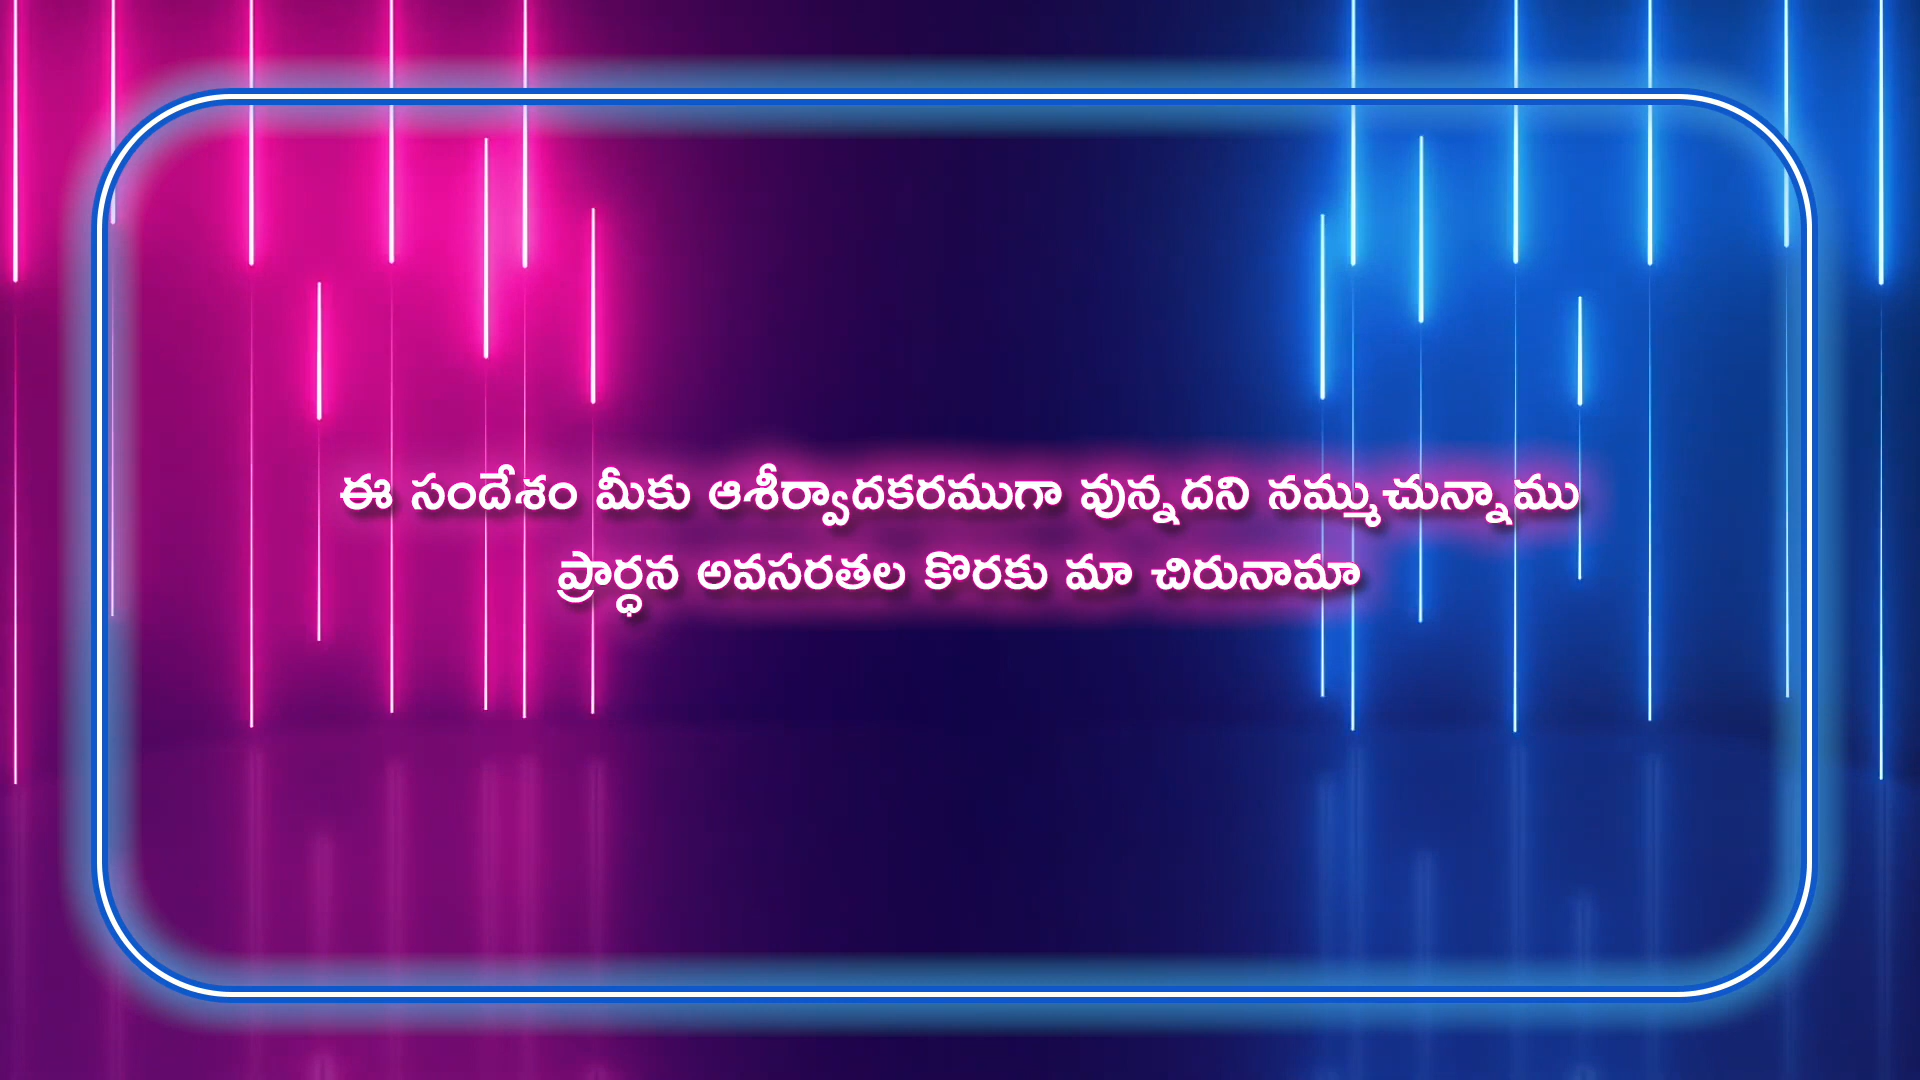 ఈ సందేశం మీకు ఆశీర్వాదకరముగా వున్నదని నమ్ముచున్నాము
ప్రార్ధన అవసరతల కొరకు మా చిరునామా